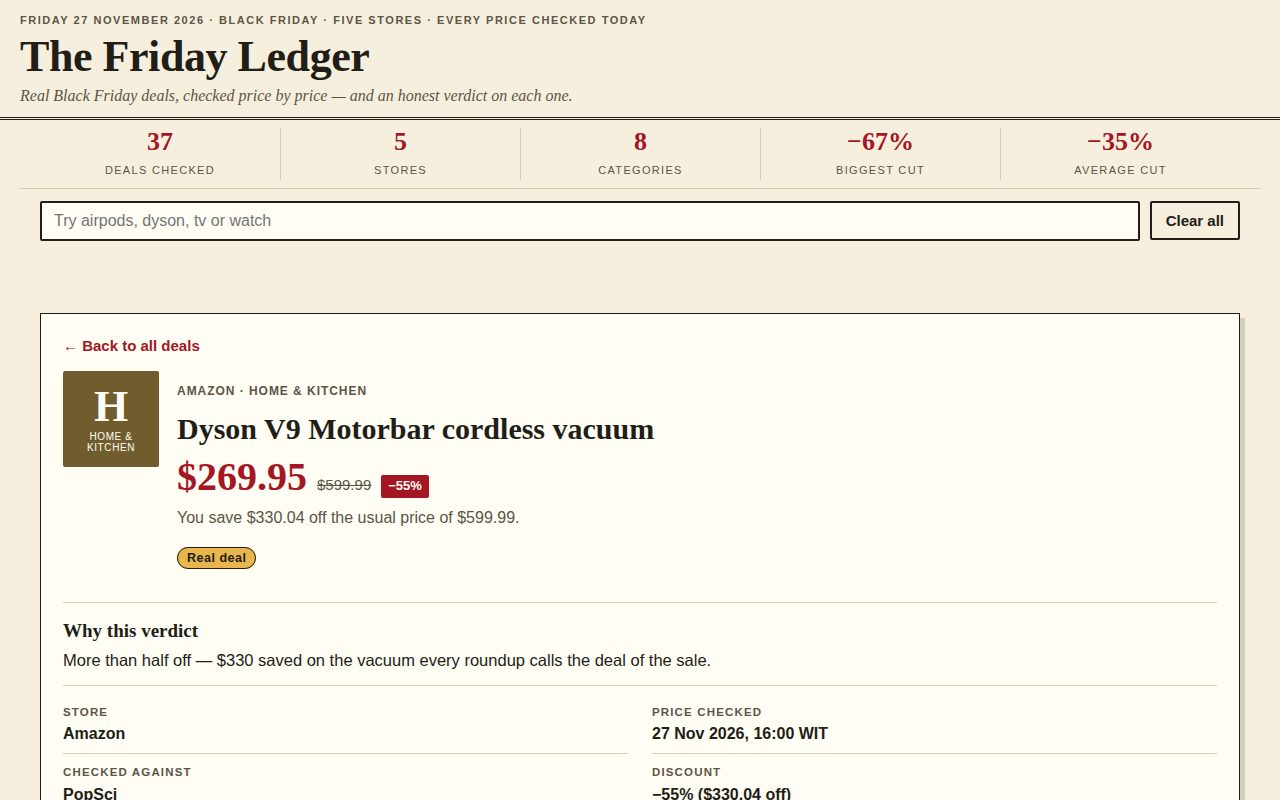 FRIDAY 27 NOVEMBER 2026 · BLACK FRIDAY · FIVE STORES · EVERY PRICE CHECKED TODAY
The Friday Ledger
Real Black Friday deals, checked price by price — and an honest verdict on each one.
37
DEALS CHECKED
5
STORES
8
CATEGORIES
−67%
BIGGEST CUT
−35%
AVERAGE CUT
Try airpods, dyson, tv or watch
Clear all
← Back to all deals
H
HOME &
KITCHEN
AMAZON · HOME & KITCHEN
Dyson V9 Motorbar cordless vacuum
$269.95 $599.99 −55%
You save $330.04 off the usual price of $599.99.
Real deal
Why this verdict
More than half off — $330 saved on the vacuum every roundup calls the deal of the sale.
STORE
Amazon
PRICE CHECKED
27 Nov 2026, 16:00 WIT
CHECKED AGAINST
PopSci
DISCOUNT
−55% ($330.04 off)